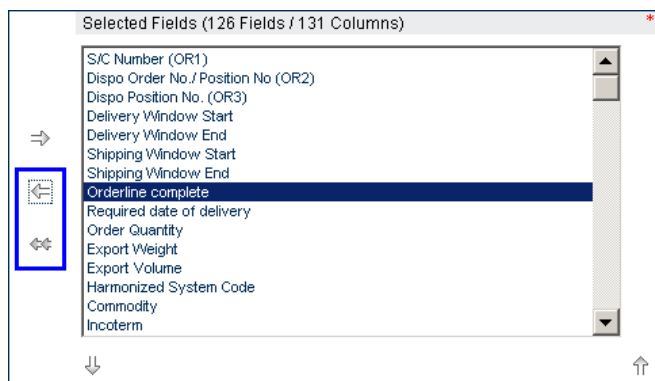 Selected Fields (126 Fields / 131 Columns)
*
S/C Number (OR1)
Dispo Order No./Position No (OR2)
Dispo Position No. (OR3)
Delivery Window Start
Delivery Window End
Shipping Window Start
Shipping Window End
Orderline complete
Required date of delivery
Order Quantity
Export Weight
Export Volume
Harmonized System Code
Commodity
Incoterm